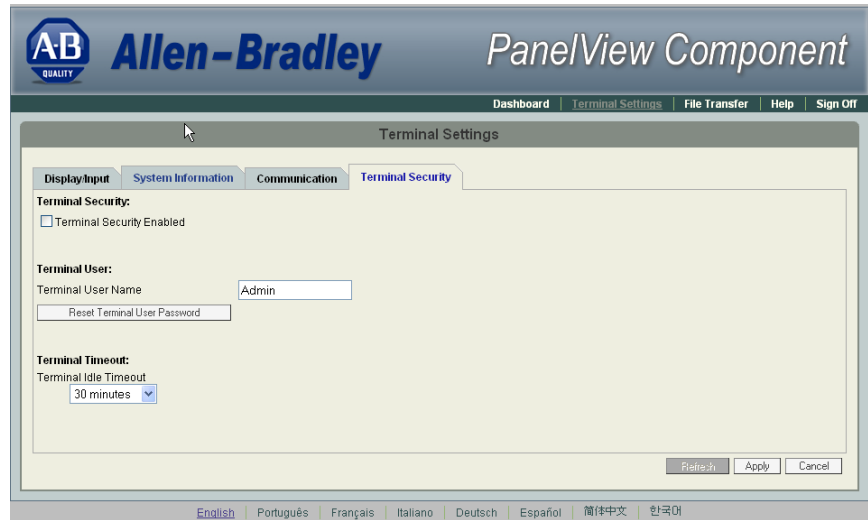 AB QUALITY Allen-Bradley PanelView Component
Dashboard Terminal Settings File Transfer Help Sign Off
Terminal Settings
Display/Input System Information Communication Terminal Security
Terminal Security:
Terminal Security Enabled
Terminal User:
Terminal User Name Admin
Reset Terminal User Password
Terminal Timeout:
Terminal Idle Timeout
30 minutes
Refresh Apply Cancel
English Português Français Italiano Deutsch Español 简体中文 한국어